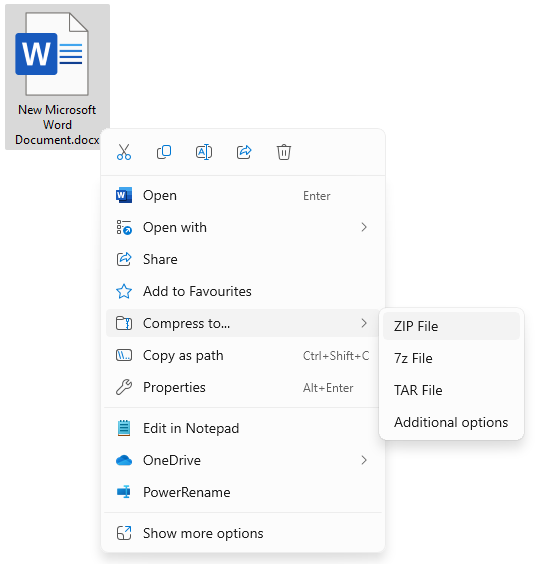 W
New Microsoft
Word
Document.docx
Open Enter
Open with
Share
Add to Favourites
Compress to...
ZIP File
7z File
TAR File
Additional options
Copy as path Ctrl+Shift+C
Properties Alt+Enter
Edit in Notepad
OneDrive
PowerRename
Show more options